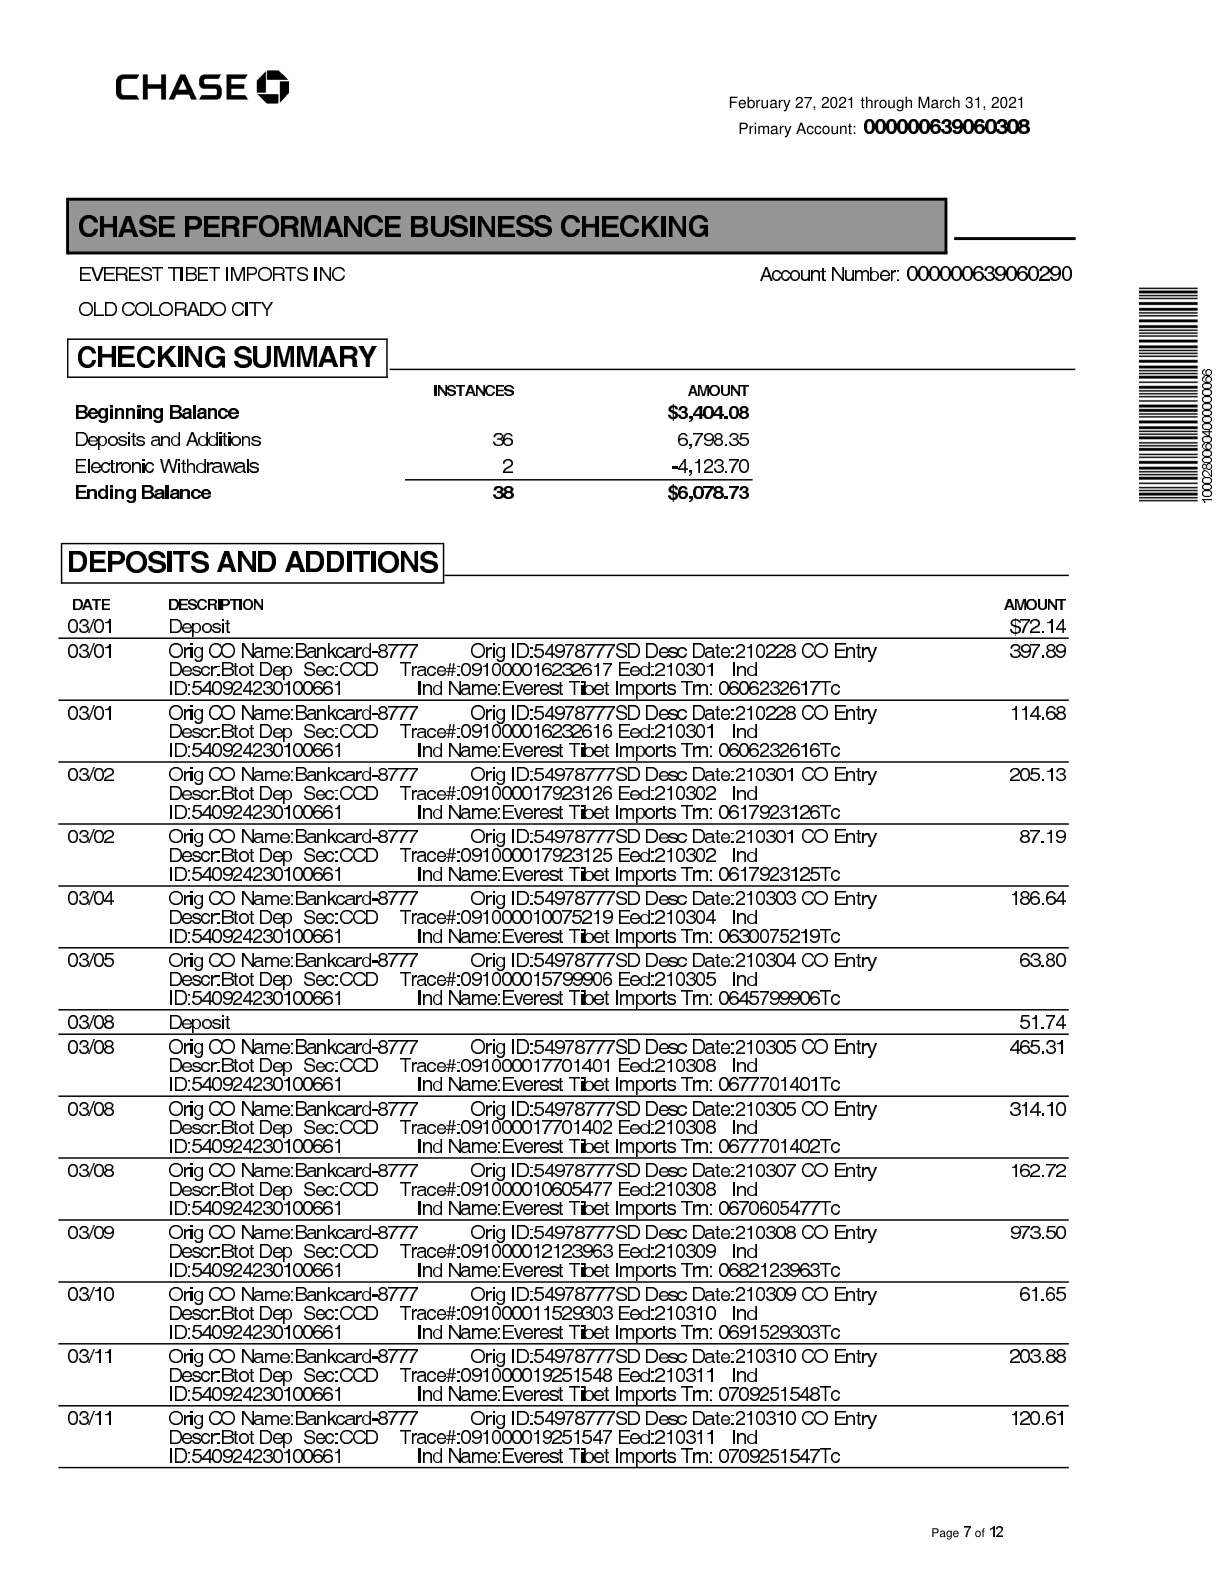 CHASE
February 27, 2021 through March 31, 2021
Primary Account: 000000639060308
CHASE PERFORMANCE BUSINESS CHECKING
EVEREST TIBET IMPORTS INC Account Number: 000000639060290
OLD COLORADO CITY
CHECKING SUMMARY
INSTANCES AMOUNT
Beginning Balance $3,404.08
Deposits and Additions 36 6,798.35
Electronic Withdrawals 2 -4,123.70
Ending Balance 38 $6,078.73
10002800604000000066
DEPOSITS AND ADDITIONS
DATE DESCRIPTION AMOUNT
03/01 Deposit $72.14
03/01 Orig CO Name:Bankcard-8777 Orig ID:54978777SD Desc Date:210228 CO Entry 397.89
Descr:Btot Dep Sec:CCD Trace#:091000016232617 Eed:210301 Ind
ID:540924230100661 Ind Name:Everest Tibet Imports Trn: 0606232617Tc
03/01 Orig CO Name:Bankcard-8777 Orig ID:54978777SD Desc Date:210228 CO Entry 114.68
Descr:Btot Dep Sec:CCD Trace#:091000016232616 Eed:210301 Ind
ID:540924230100661 Ind Name:Everest Tibet Imports Trn: 0606232616Tc
03/02 Orig CO Name:Bankcard-8777 Orig ID:54978777SD Desc Date:210301 CO Entry 205.13
Descr:Btot Dep Sec:CCD Trace#:091000017923126 Eed:210302 Ind
ID:540924230100661 Ind Name:Everest Tibet Imports Trn: 0617923126Tc
03/02 Orig CO Name:Bankcard-8777 Orig ID:54978777SD Desc Date:210301 CO Entry 87.19
Descr:Btot Dep Sec:CCD Trace#:091000017923125 Eed:210302 Ind
ID:540924230100661 Ind Name:Everest Tibet Imports Trn: 0617923125Tc
03/04 Orig CO Name:Bankcard-8777 Orig ID:54978777SD Desc Date:210303 CO Entry 186.64
Descr:Btot Dep Sec:CCD Trace#:091000010075219 Eed:210304 Ind
ID:540924230100661 Ind Name:Everest Tibet Imports Trn: 0630075219Tc
03/05 Orig CO Name:Bankcard-8777 Orig ID:54978777SD Desc Date:210304 CO Entry 63.80
Descr:Btot Dep Sec:CCD Trace#:091000015799906 Eed:210305 Ind
ID:540924230100661 Ind Name:Everest Tibet Imports Trn: 0645799906Tc
03/08 Deposit 51.74
03/08 Orig CO Name:Bankcard-8777 Orig ID:54978777SD Desc Date:210305 CO Entry 465.31
Descr:Btot Dep Sec:CCD Trace#:091000017701401 Eed:210308 Ind
ID:540924230100661 Ind Name:Everest Tibet Imports Trn: 0677701401Tc
03/08 Orig CO Name:Bankcard-8777 Orig ID:54978777SD Desc Date:210305 CO Entry 314.10
Descr:Btot Dep Sec:CCD Trace#:091000017701402 Eed:210308 Ind
ID:540924230100661 Ind Name:Everest Tibet Imports Trn: 0677701402Tc
03/08 Orig CO Name:Bankcard-8777 Orig ID:54978777SD Desc Date:210307 CO Entry 162.72
Descr:Btot Dep Sec:CCD Trace#:091000010605477 Eed:210308 Ind
ID:540924230100661 Ind Name:Everest Tibet Imports Trn: 0670605477Tc
03/09 Orig CO Name:Bankcard-8777 Orig ID:54978777SD Desc Date:210308 CO Entry 973.50
Descr:Btot Dep Sec:CCD Trace#:091000012123963 Eed:210309 Ind
ID:540924230100661 Ind Name:Everest Tibet Imports Trn: 0682123963Tc
03/10 Orig CO Name:Bankcard-8777 Orig ID:54978777SD Desc Date:210309 CO Entry 61.65
Descr:Btot Dep Sec:CCD Trace#:091000011529303 Eed:210310 Ind
ID:540924230100661 Ind Name:Everest Tibet Imports Trn: 0691529303Tc
03/11 Orig CO Name:Bankcard-8777 Orig ID:54978777SD Desc Date:210310 CO Entry 203.88
Descr:Btot Dep Sec:CCD Trace#:091000019251548 Eed:210311 Ind
ID:540924230100661 Ind Name:Everest Tibet Imports Trn: 0709251548Tc
03/11 Orig CO Name:Bankcard-8777 Orig ID:54978777SD Desc Date:210310 CO Entry 120.61
Descr:Btot Dep Sec:CCD Trace#:091000019251547 Eed:210311 Ind
ID:540924230100661 Ind Name:Everest Tibet Imports Trn: 0709251547Tc
Page 7 of 12